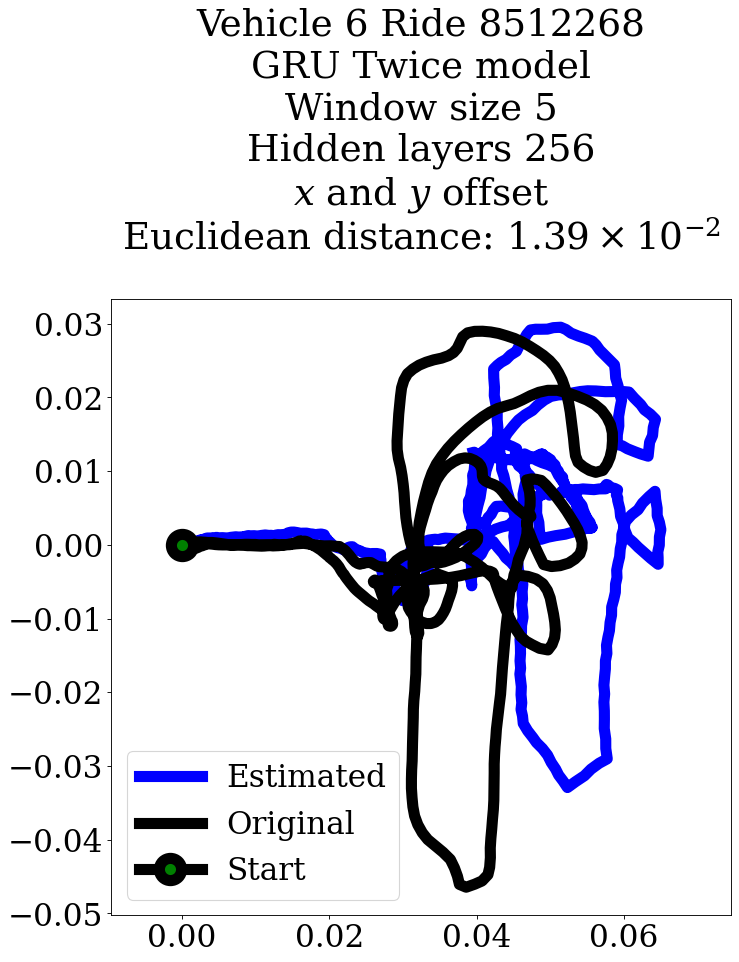 Vehicle 6 Ride 8512268
GRU Twice model
Window size 5
Hidden layers 256
x and y offset
Euclidean distance: 1.39 × 10⁻²
0.03
0.02
0.01
0.00
−0.01
−0.02
−0.03
−0.04
−0.05
Estimated
Original
Start
0.00 0.02 0.04 0.06